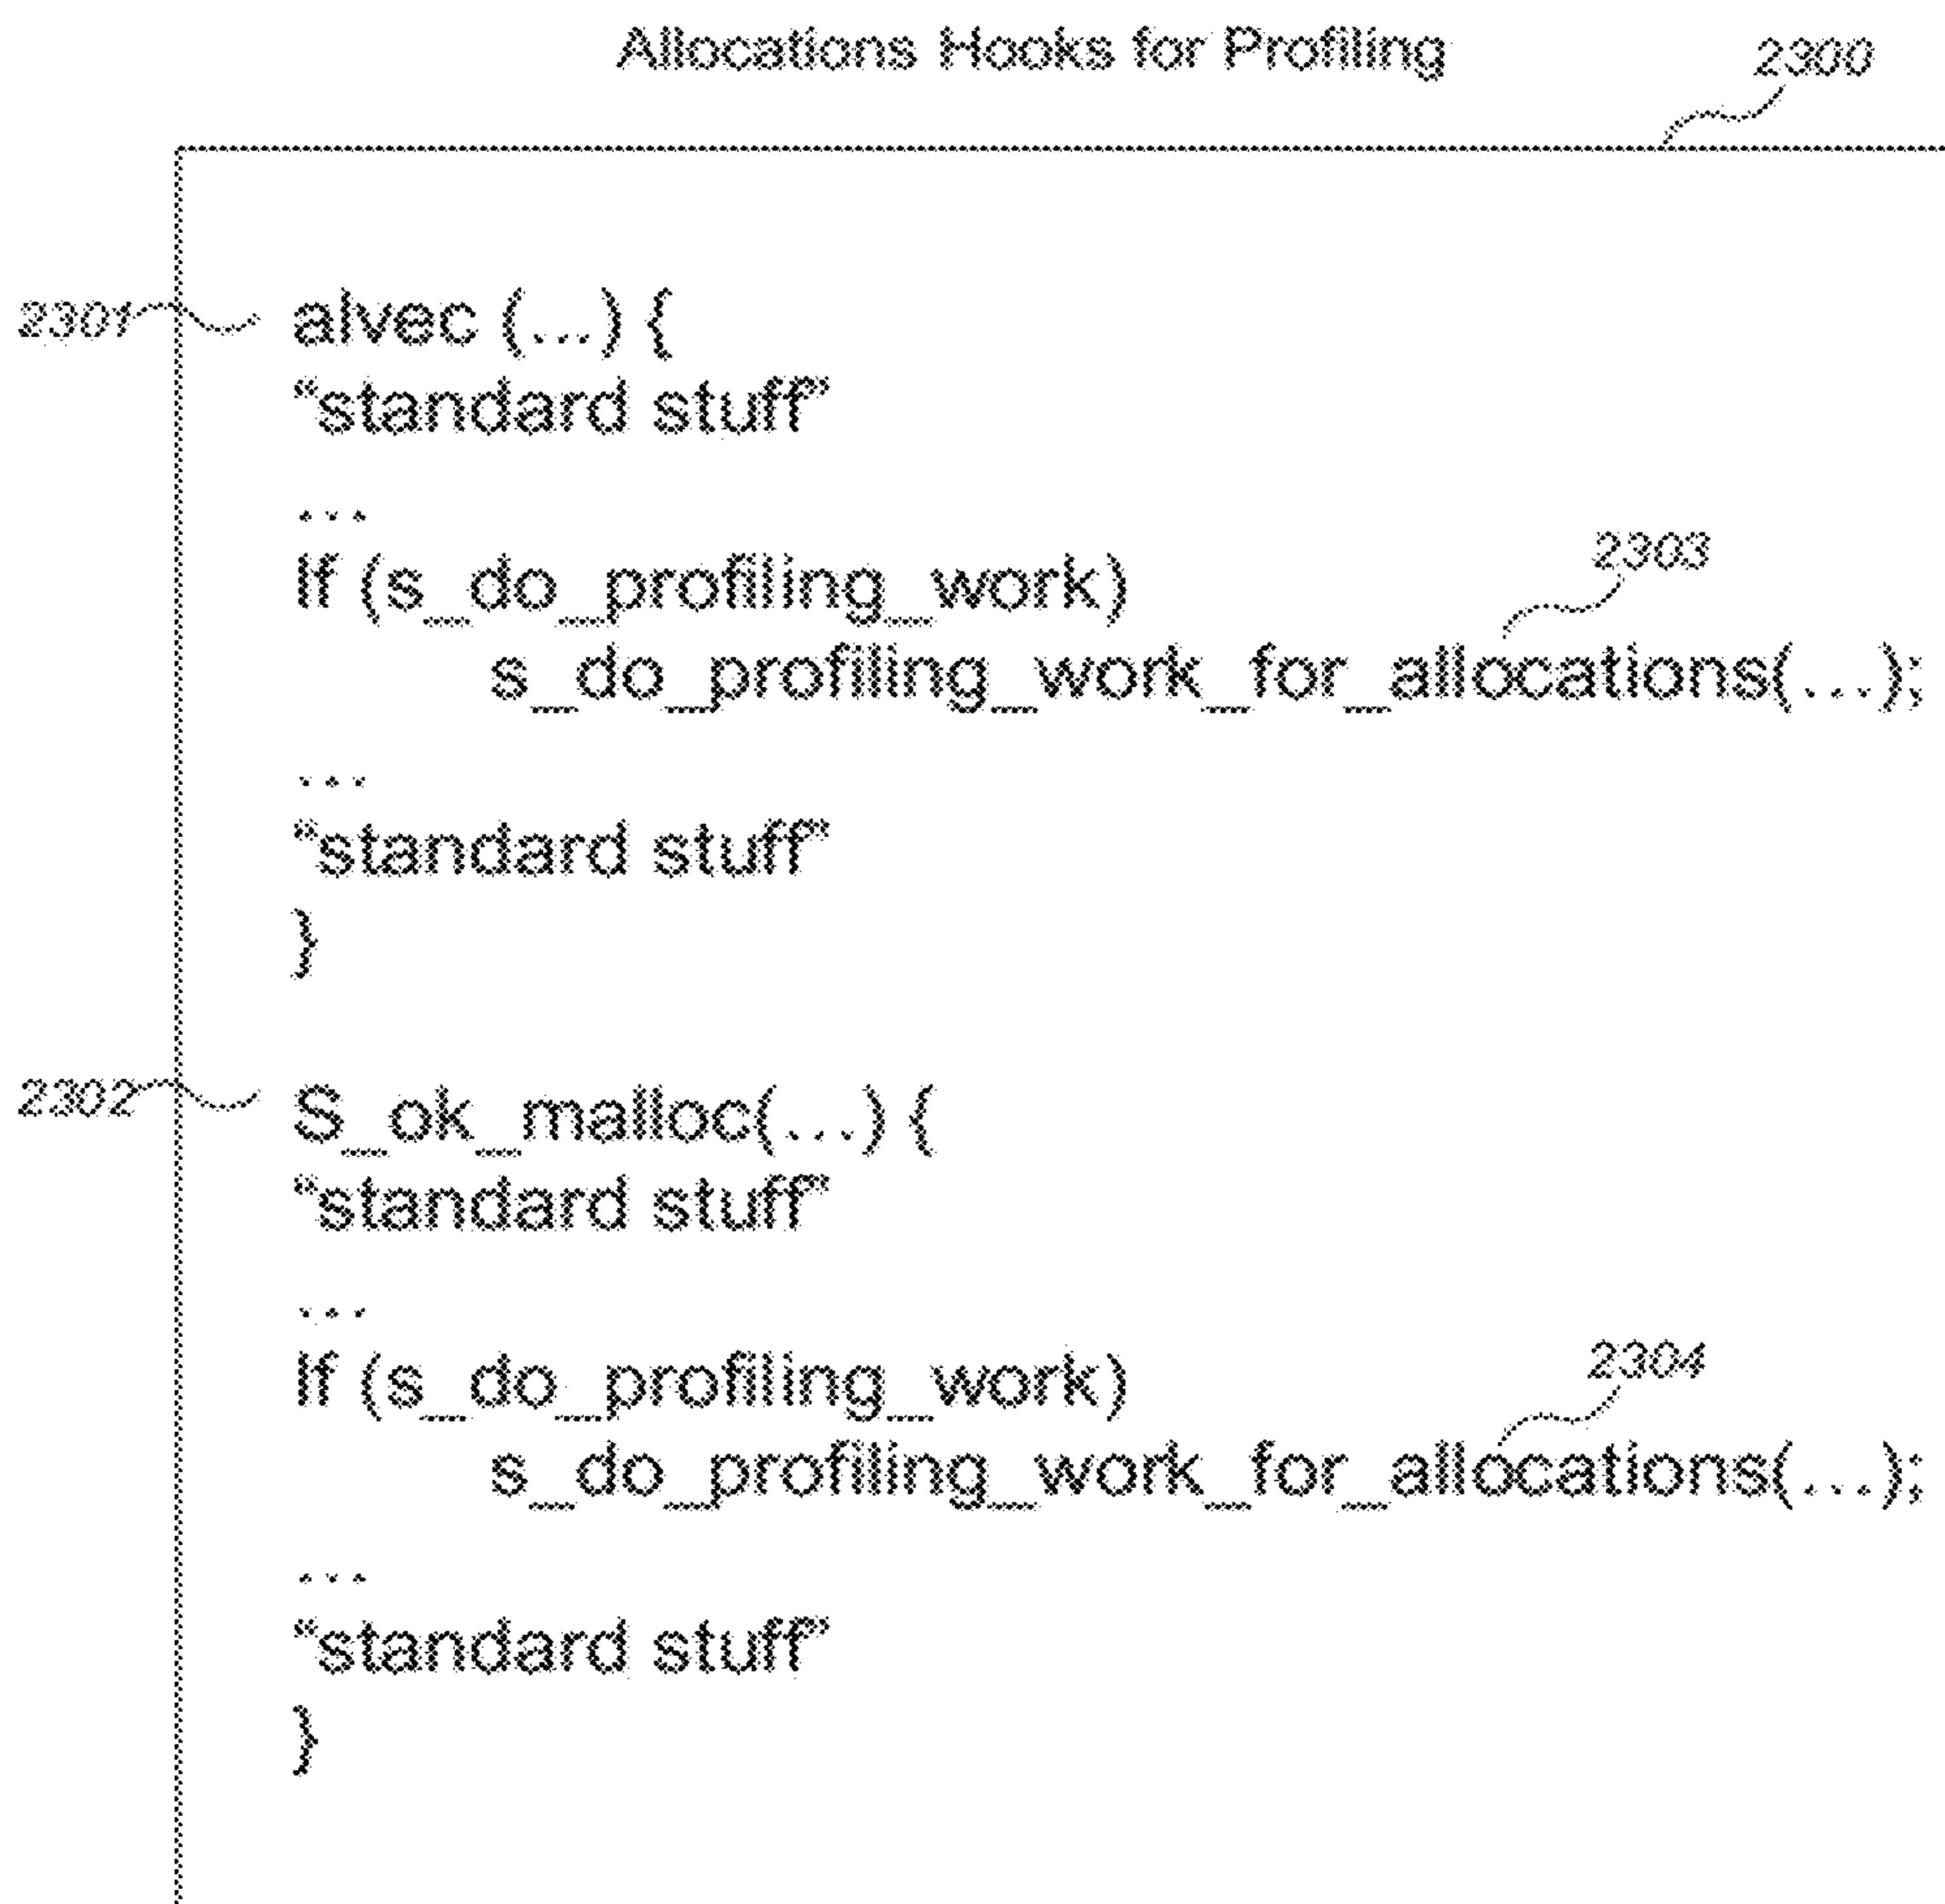 Allocations Hooks for Profiling
2300
2301 alvec (...) {
"standard stuff"
...
If (s_do_profiling_work)
2303
s_do_profiling_work_for_allocations(...);
...
"standard stuff"
}
2302 S_ok_malloc(...) {
"standard stuff"
...
If (s_do_profiling_work)
2304
s_do_profiling_work_for_allocations(...);
...
"standard stuff"
}